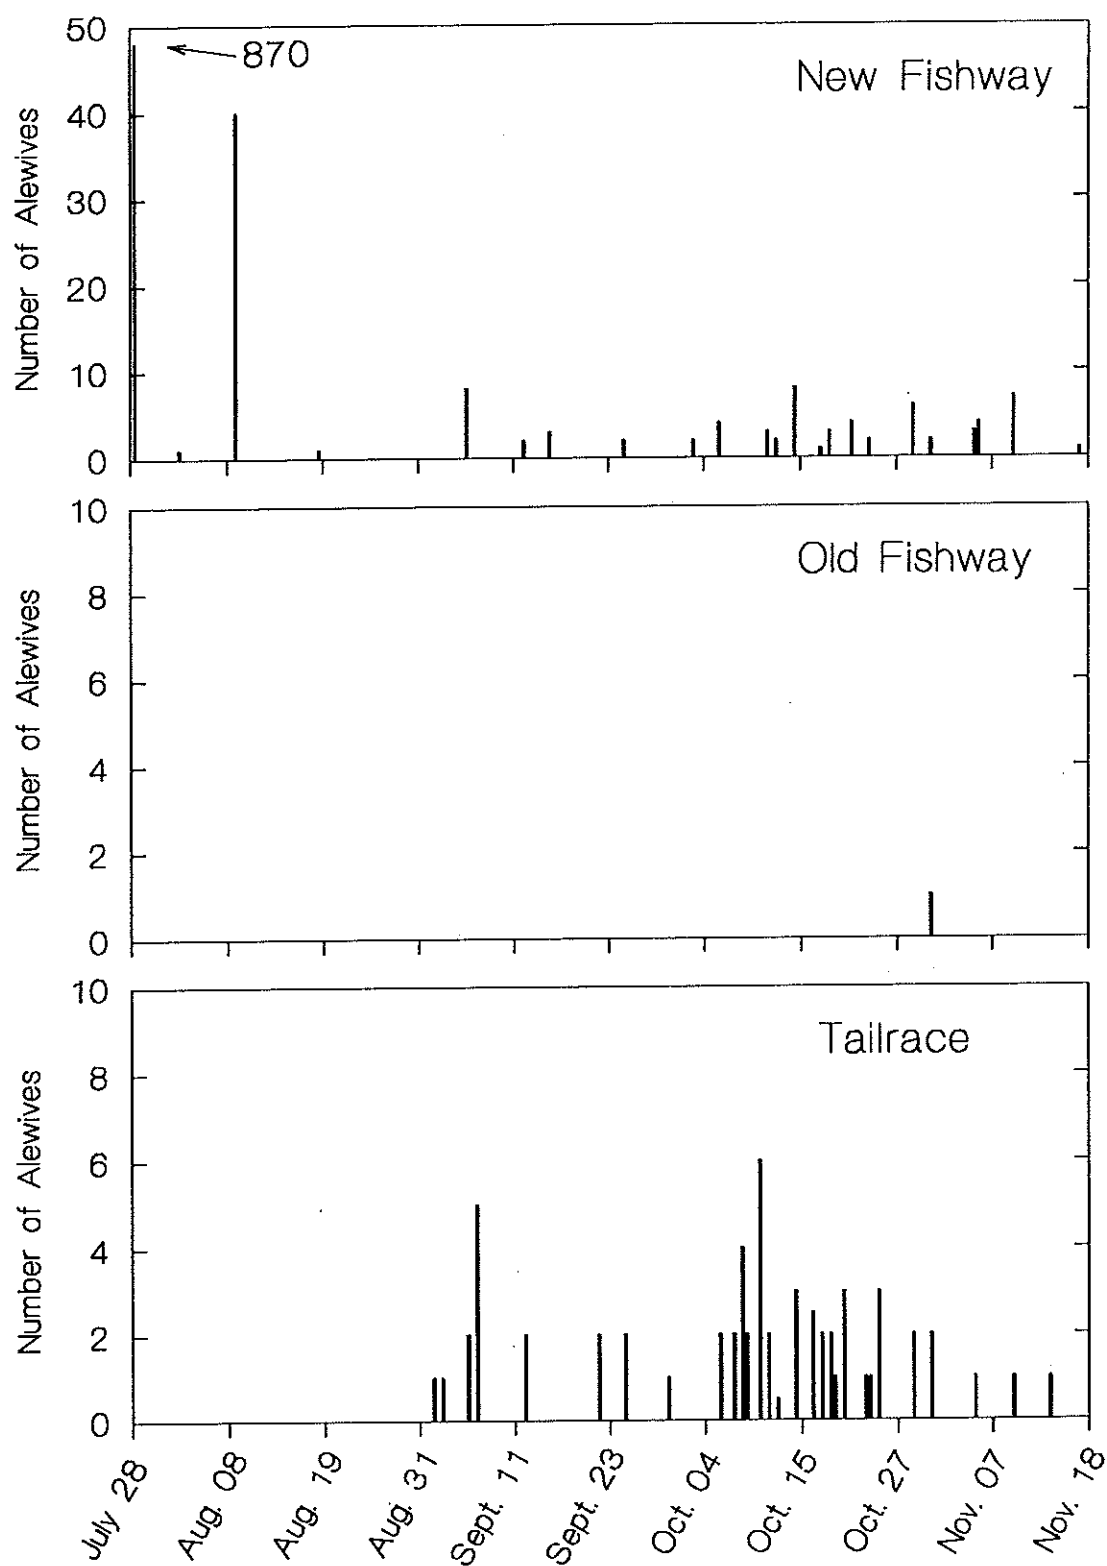 50
40
30
20
10
0
Number of Alewives
870
New Fishway
10
8
6
4
2
0
Number of Alewives
Old Fishway
10
8
6
4
2
0
Number of Alewives
Tailrace
July 28
Aug. 08
Aug. 19
Aug. 31
Sept. 11
Sept. 23
Oct. 04
Oct. 15
Oct. 27
Nov. 07
Nov. 18